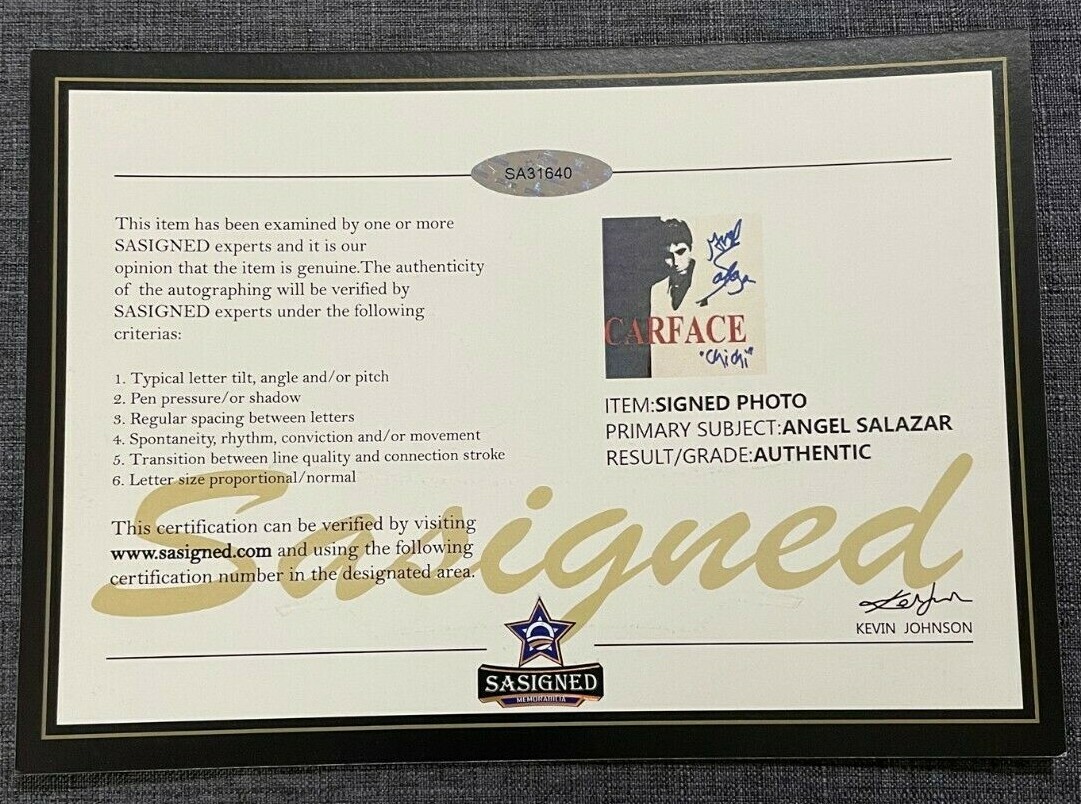 SA31640
This item has been examined by one or more
SASIGNED experts and it is our
opinion that the item is genuine.The authenticity
of the autographing will be verified by
SASIGNED experts under the following
criterias:
1. Typical letter tilt, angle and/or pitch
2. Pen pressure/or shadow
3. Regular spacing between letters
4. Spontaneity, rhythm, conviction and/or movement
5. Transition between line quality and connection stroke
6. Letter size proportional/normal
This certification can be verified by visiting
www.sasigned.com and using the following
certification number in the designated area.
Angel
CARFACE
"Chi Chi"
ITEM:SIGNED PHOTO
PRIMARY SUBJECT:ANGEL SALAZAR
RESULT/GRADE:AUTHENTIC
Sasigned
KEVIN JOHNSON
SASIGNED
MEMORABILIA